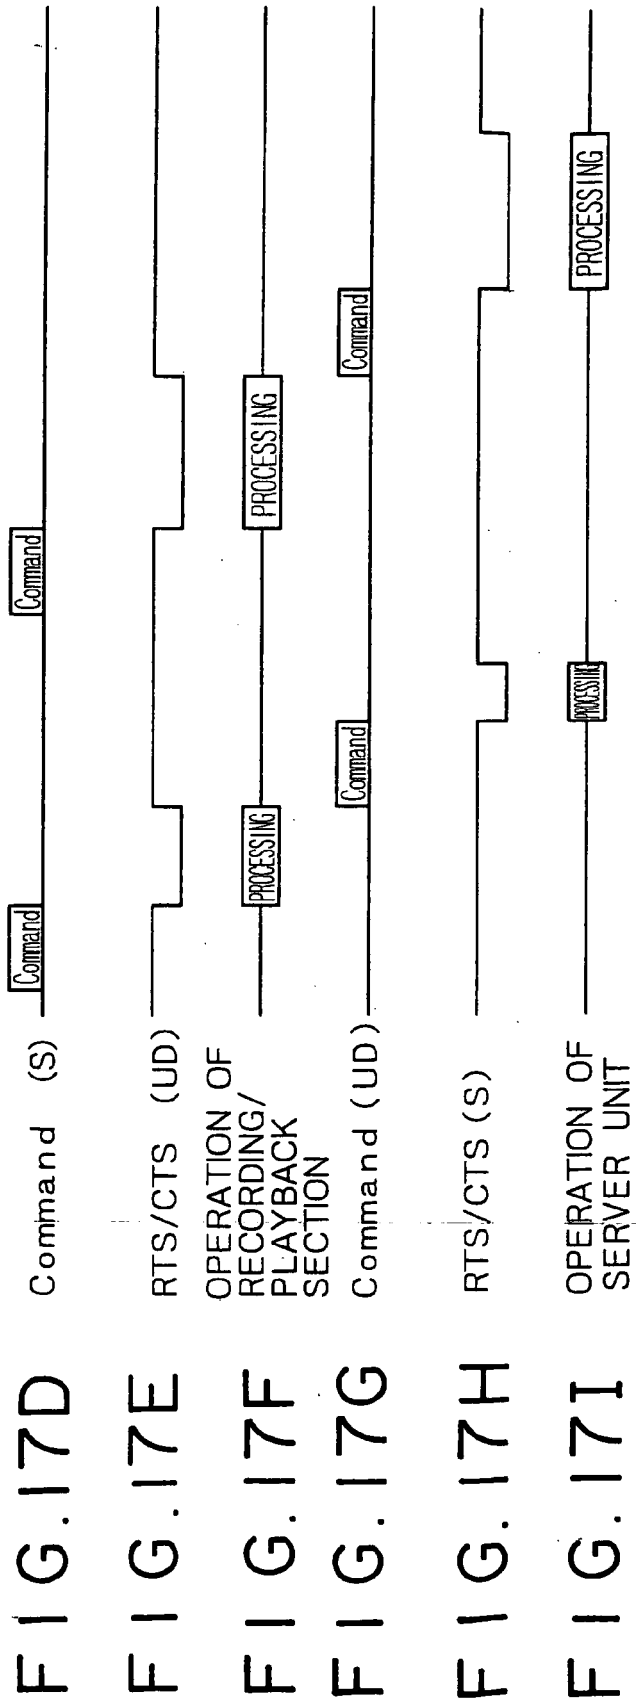 FIG.17D
Command (S)
Command
Command
FIG.17E
RTS/CTS (UD)
FIG.17F
OPERATION OF
RECORDING/
PLAYBACK
SECTION
PROCESSING
PROCESSING
FIG.17G
Command (UD)
Command
Command
FIG.17H
RTS/CTS (S)
FIG.17I
OPERATION OF
SERVER UNIT
PROCESSING
PROCESSING